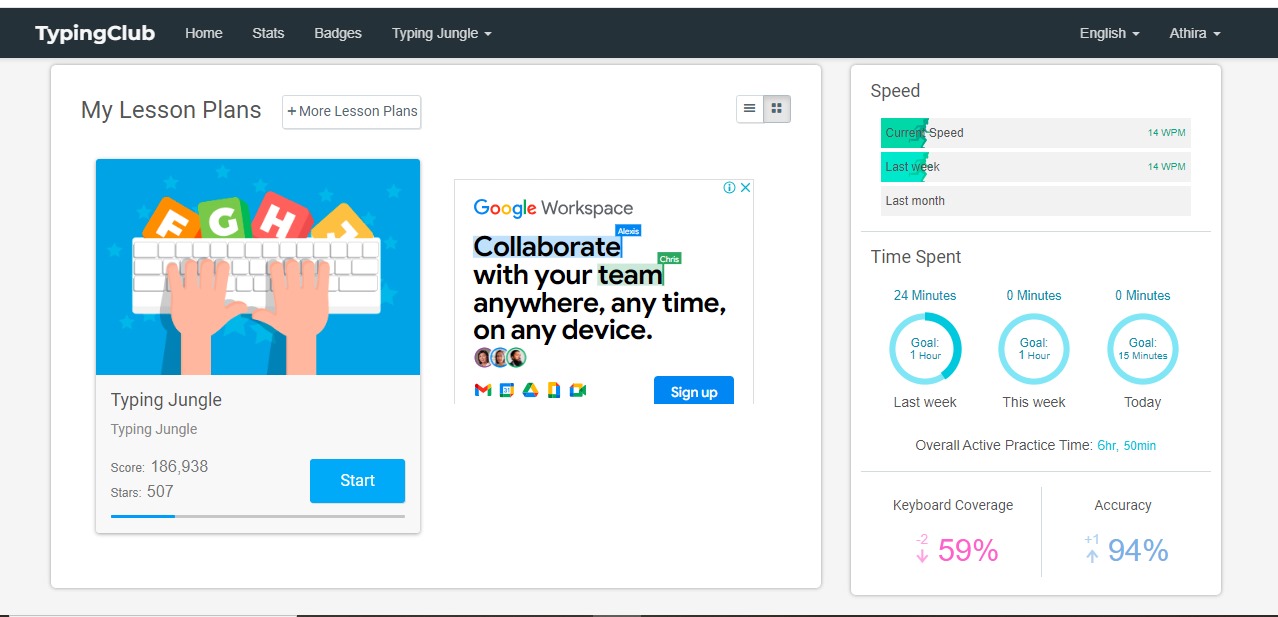 TypingClub Home Stats Badges Typing Jungle English Athira
My Lesson Plans
+ More Lesson Plans
F G H J
Typing Jungle
Typing Jungle
Score: 186,938
Stars: 507
Start
Google Workspace
Alexis
Collaborate
Chris
with your team
anywhere, any time,
on any device.
31
Sign up
Speed
Current Speed 14 WPM
Last week 14 WPM
Last month
Time Spent
24 Minutes 0 Minutes 0 Minutes
Goal: Goal: Goal:
1 Hour 1 Hour 15 Minutes
Last week This week Today
Overall Active Practice Time: 6hr, 50min
Keyboard Coverage Accuracy
-2 59% +1 94%